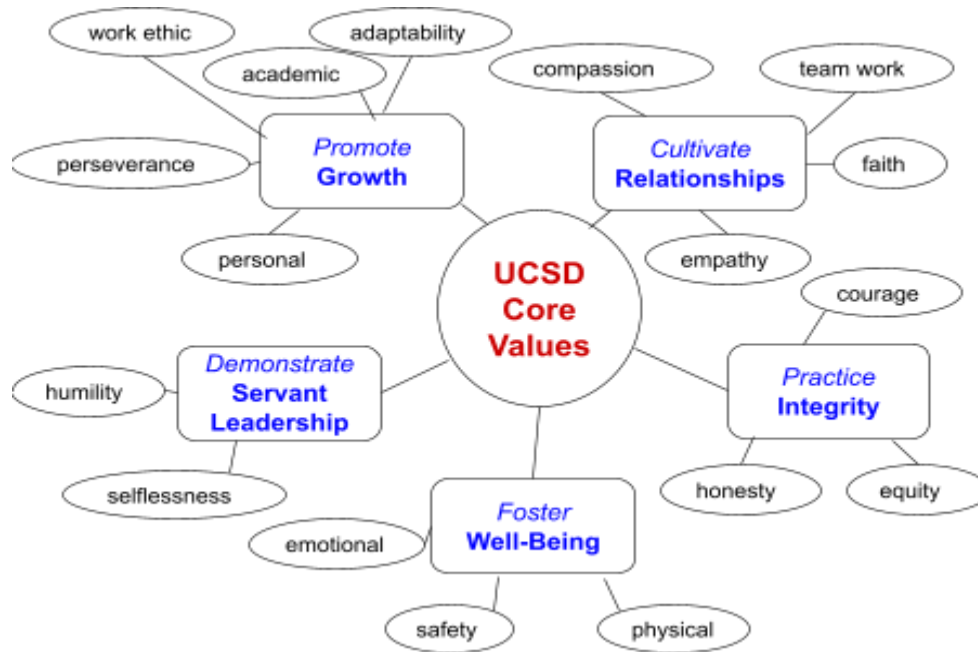 work ethic
adaptability
academic
compassion
team work
perseverance
Promote
Growth
Cultivate
Relationships
faith
personal
empathy
UCSD
Core
Values
courage
humility
Demonstrate
Servant
Leadership
Practice
Integrity
selflessness
honesty
equity
emotional
Foster
Well-Being
safety
physical